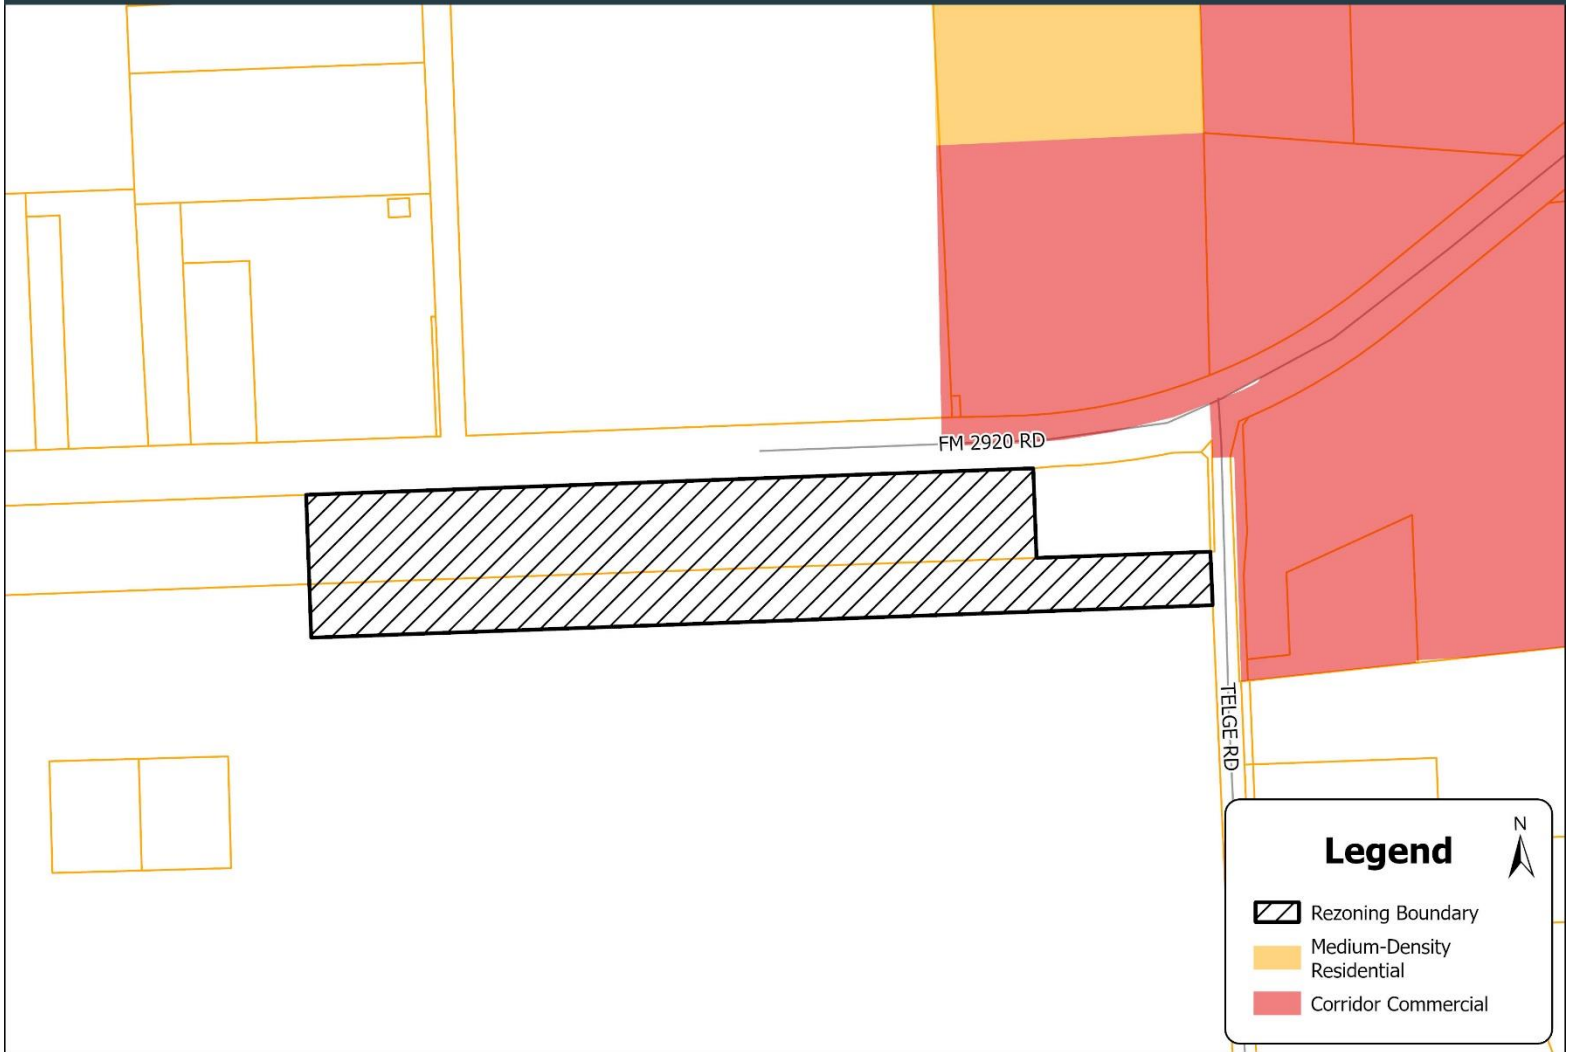 FM 2920 RD
TELGE RD
Legend
N
Rezoning Boundary
Medium-Density
Residential
Corridor Commercial